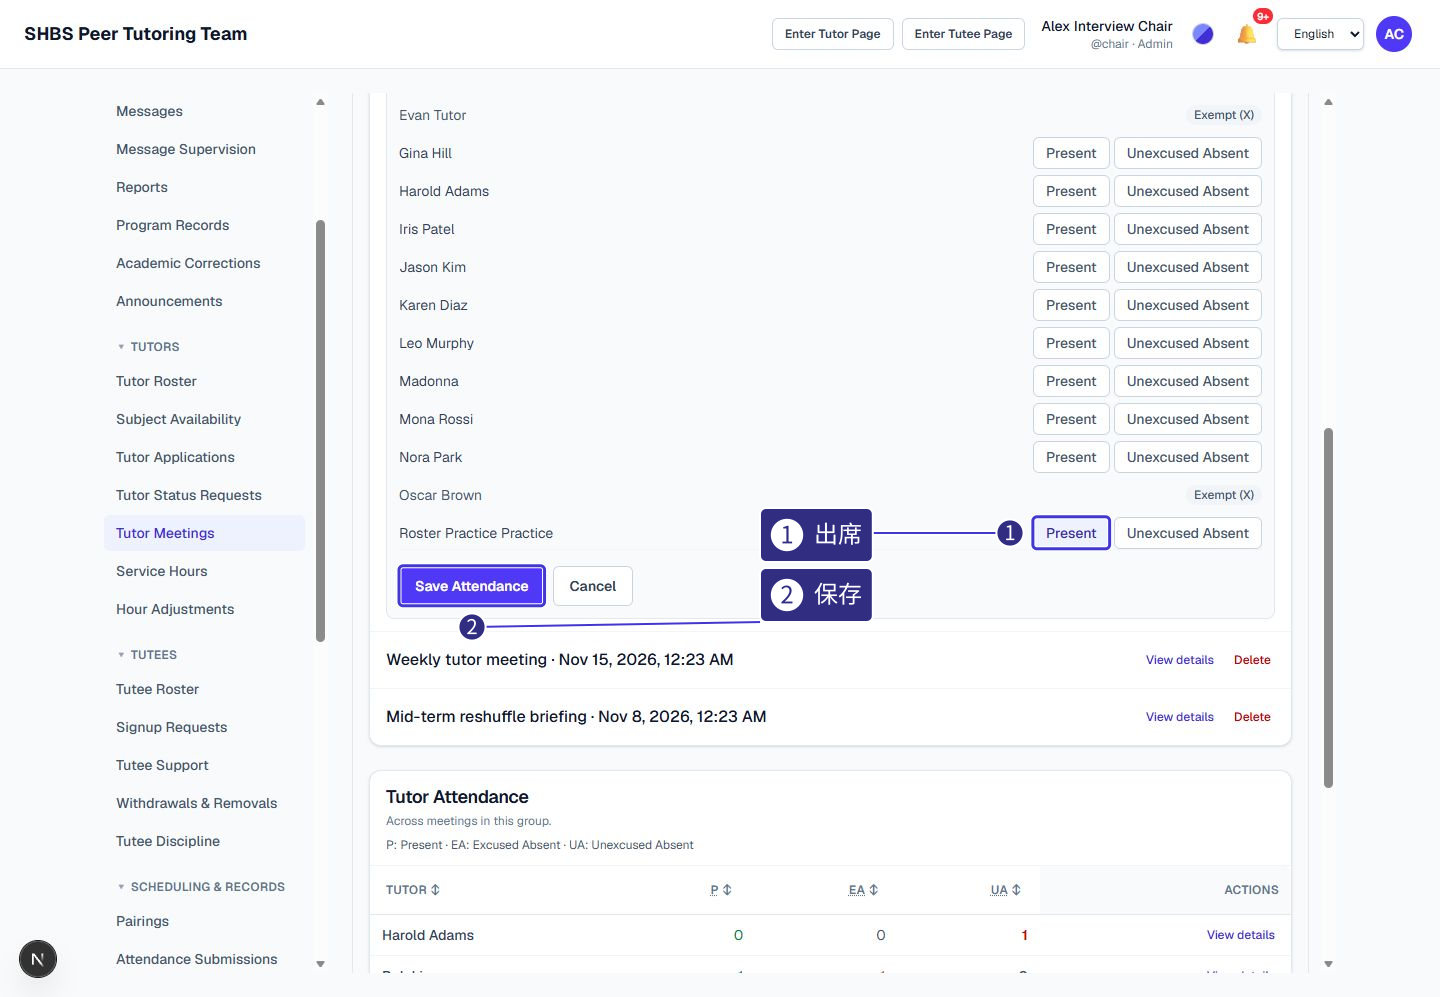 SHBS Peer Tutoring Team
Enter Tutor Page
Enter Tutee Page
Alex Interview Chair
@chair · Admin
9+
English
AC
Messages
Message Supervision
Reports
Program Records
Academic Corrections
Announcements
TUTORS
Tutor Roster
Subject Availability
Tutor Applications
Tutor Status Requests
Tutor Meetings
Service Hours
Hour Adjustments
TUTEES
Tutee Roster
Signup Requests
Tutee Support
Withdrawals & Removals
Tutee Discipline
SCHEDULING & RECORDS
Pairings
Attendance Submissions
N
Evan Tutor Exempt (X)
Gina Hill Present Unexcused Absent
Harold Adams Present Unexcused Absent
Iris Patel Present Unexcused Absent
Jason Kim Present Unexcused Absent
Karen Diaz Present Unexcused Absent
Leo Murphy Present Unexcused Absent
Madonna Present Unexcused Absent
Mona Rossi Present Unexcused Absent
Nora Park Present Unexcused Absent
Oscar Brown Exempt (X)
Roster Practice Practice 1 出席 1 Present Unexcused Absent
Save Attendance Cancel 2 保存
2
Weekly tutor meeting · Nov 15, 2026, 12:23 AM View details Delete
Mid-term reshuffle briefing · Nov 8, 2026, 12:23 AM View details Delete
Tutor Attendance
Across meetings in this group.
P: Present · EA: Excused Absent · UA: Unexcused Absent
TUTOR P EA UA ACTIONS
Harold Adams 0 0 1 View details